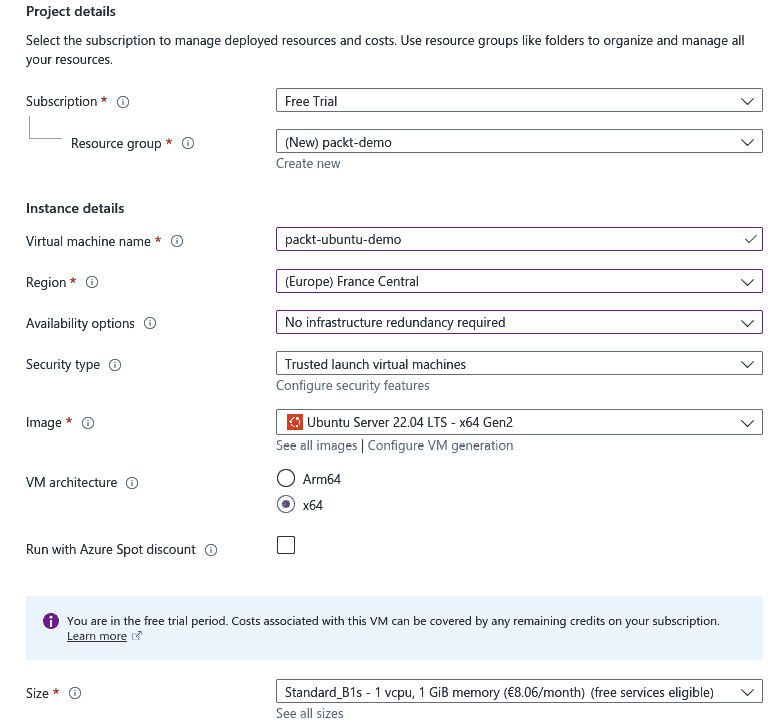 Project details
Select the subscription to manage deployed resources and costs. Use resource groups like folders to organize and manage all
your resources.
Subscription *
Free Trial
Resource group *
(New) packt-demo
Create new
Instance details
Virtual machine name *
packt-ubuntu-demo
Region *
(Europe) France Central
Availability options
No infrastructure redundancy required
Security type
Trusted launch virtual machines
Configure security features
Image *
Ubuntu Server 22.04 LTS - x64 Gen2
See all images | Configure VM generation
VM architecture
Arm64
x64
Run with Azure Spot discount
You are in the free trial period. Costs associated with this VM can be covered by any remaining credits on your subscription.
Learn more
Size *
Standard_B1s - 1 vcpu, 1 GiB memory (€8.06/month) (free services eligible)
See all sizes